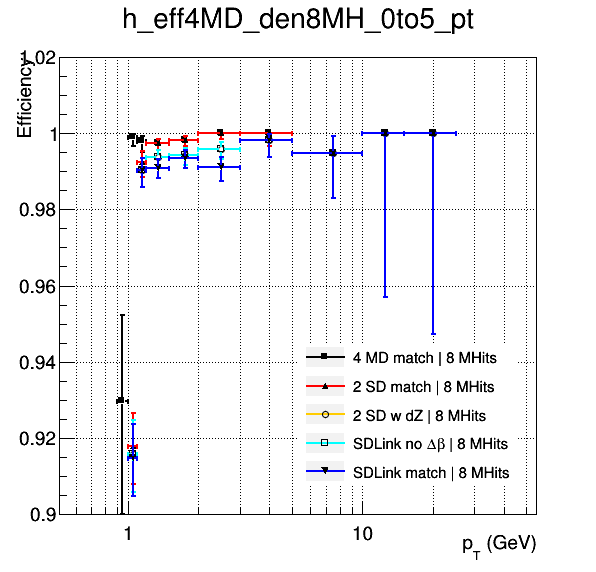 h_eff4MD_den8MH_0to5_pt
Efficiency
1.02
1
0.98
0.96
0.94
0.92
0.9
4 MD match | 8 MHits
2 SD match | 8 MHits
2 SD w dZ | 8 MHits
SDLink no Δβ | 8 MHits
SDLink match | 8 MHits
1 10
p_T (GeV)